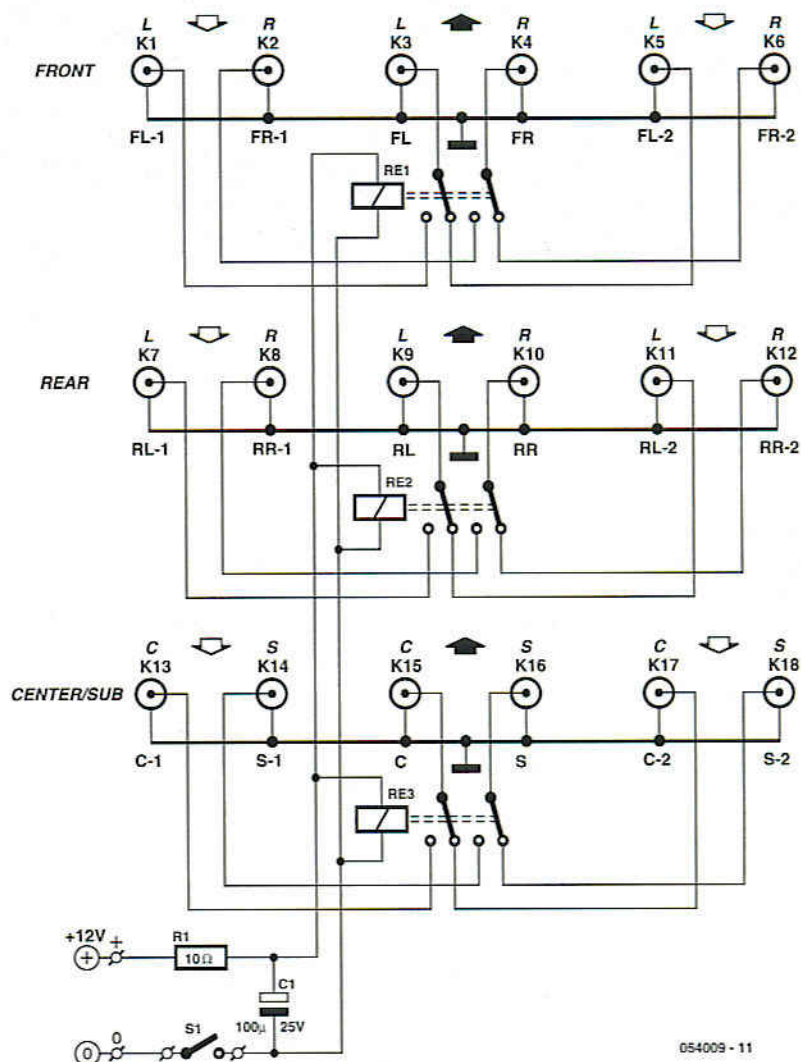 L R L R L R
K1 K2 K3 K4 K5 K6
FRONT
FL-1 FR-1 FL FR FL-2 FR-2
RE1
L R L R L R
K7 K8 K9 K10 K11 K12
REAR
RL-1 RR-1 RL RR RL-2 RR-2
RE2
C S C S C S
K13 K14 K15 K16 K17 K18
CENTER/SUB
C-1 S-1 C S C-2 S-2
RE3
+12V + R1
+ 10Ω
C1
100µ 25V
0 S1
0
054009 - 11